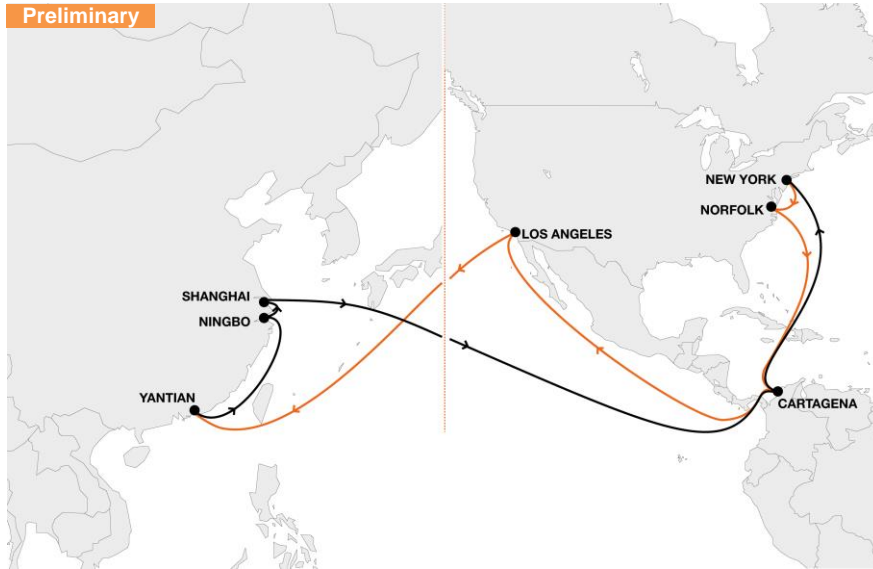 Preliminary
NEW YORK
NORFOLK
LOS ANGELES
SHANGHAI
NINGBO
YANTIAN
CARTAGENA